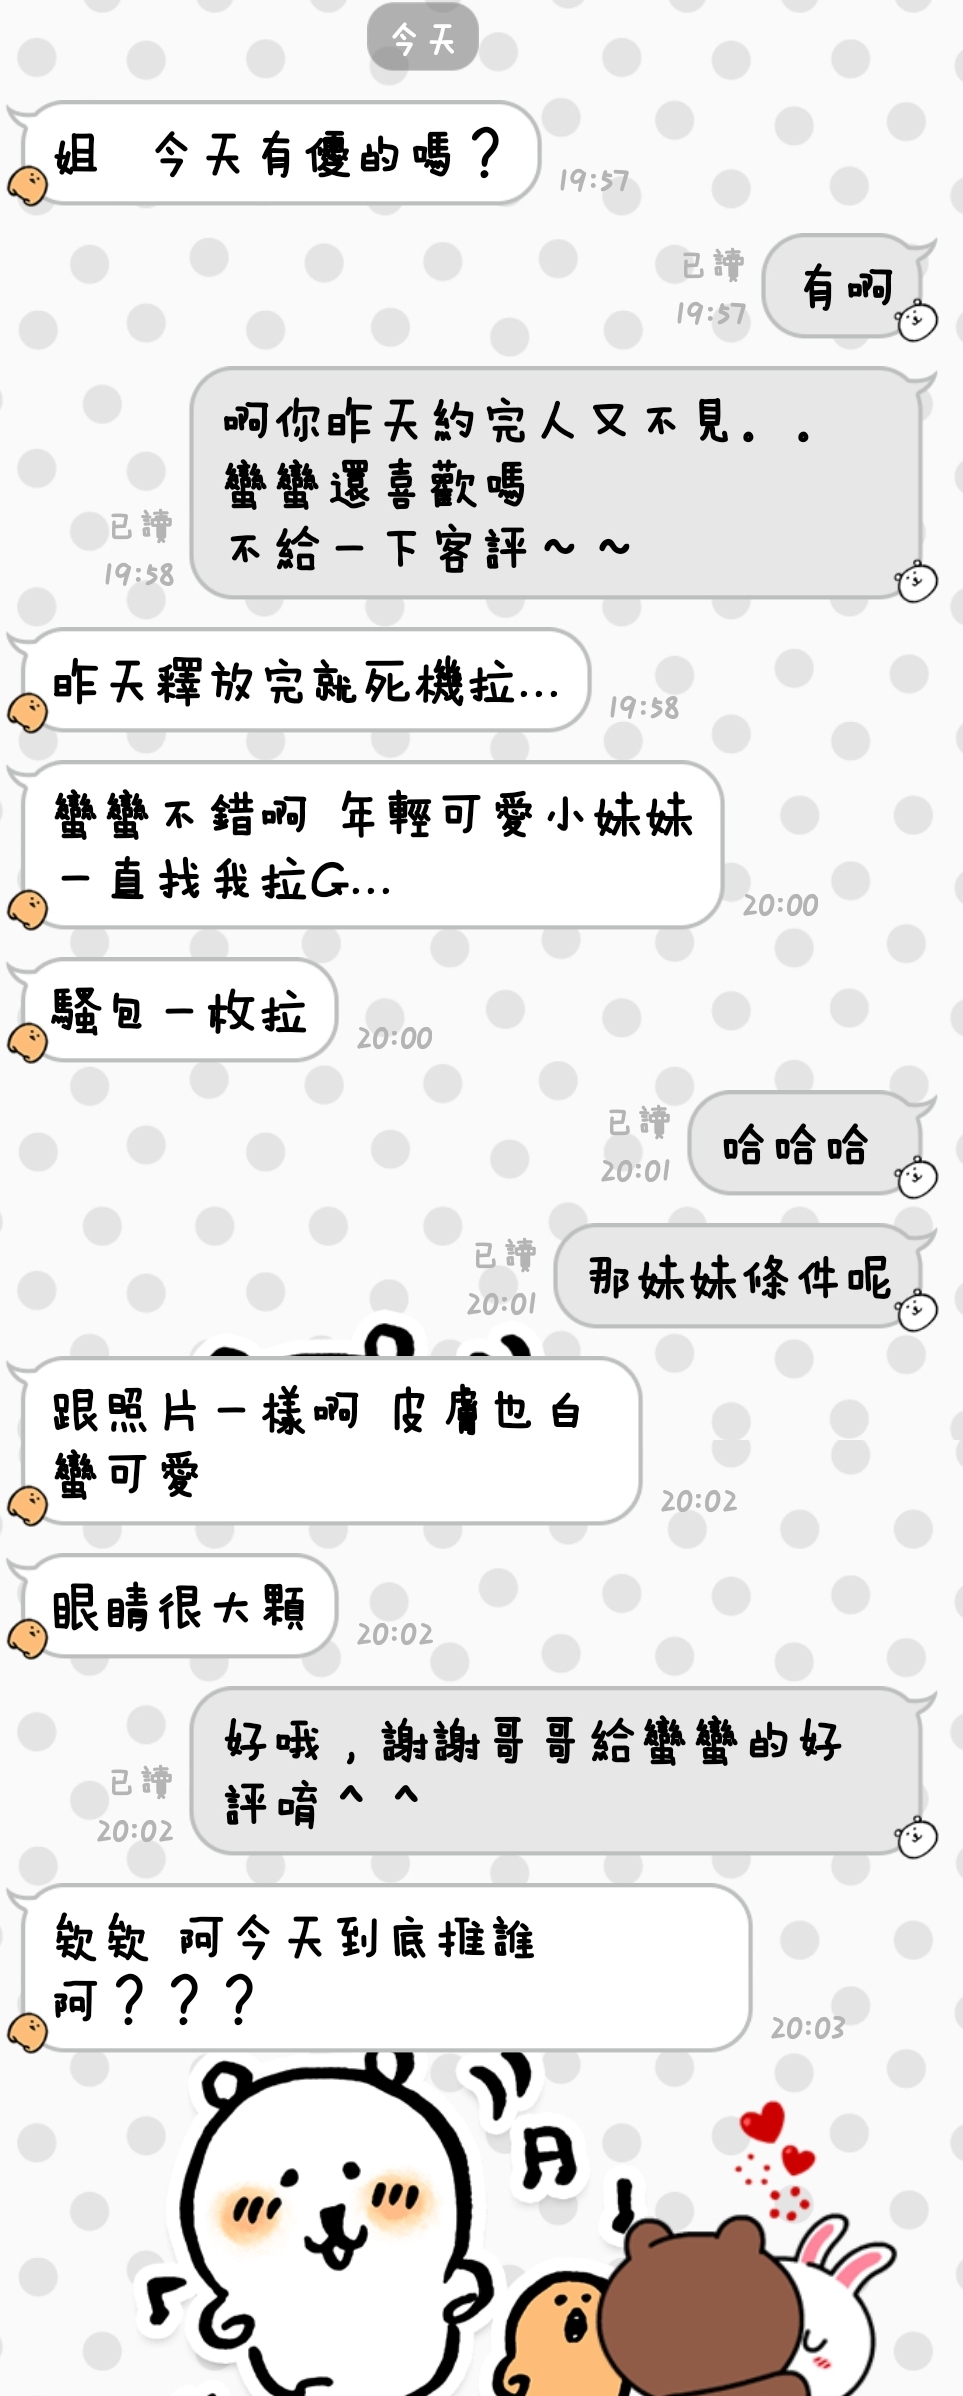 今天
姐 今天有優的嗎？
19:57
已讀
19:57
有啊
啊你昨天約完人又不見．．
蠻蠻還喜歡嗎
不給一下客評～～
已讀
19:58
昨天釋放完就死機拉...
19:58
蠻蠻不錯啊 年輕可愛小妹妹
一直找我拉G...
20:00
騷包一枚拉
20:00
已讀
20:01
哈哈哈
已讀
20:01
那妹妹條件呢
跟照片一樣啊 皮膚也白
蠻可愛
20:02
眼睛很大顆
20:02
好哦，謝謝哥哥給蠻蠻的好
評唷^ ^
已讀
20:02
欸欸 阿今天到底推誰
阿？？？
20:03